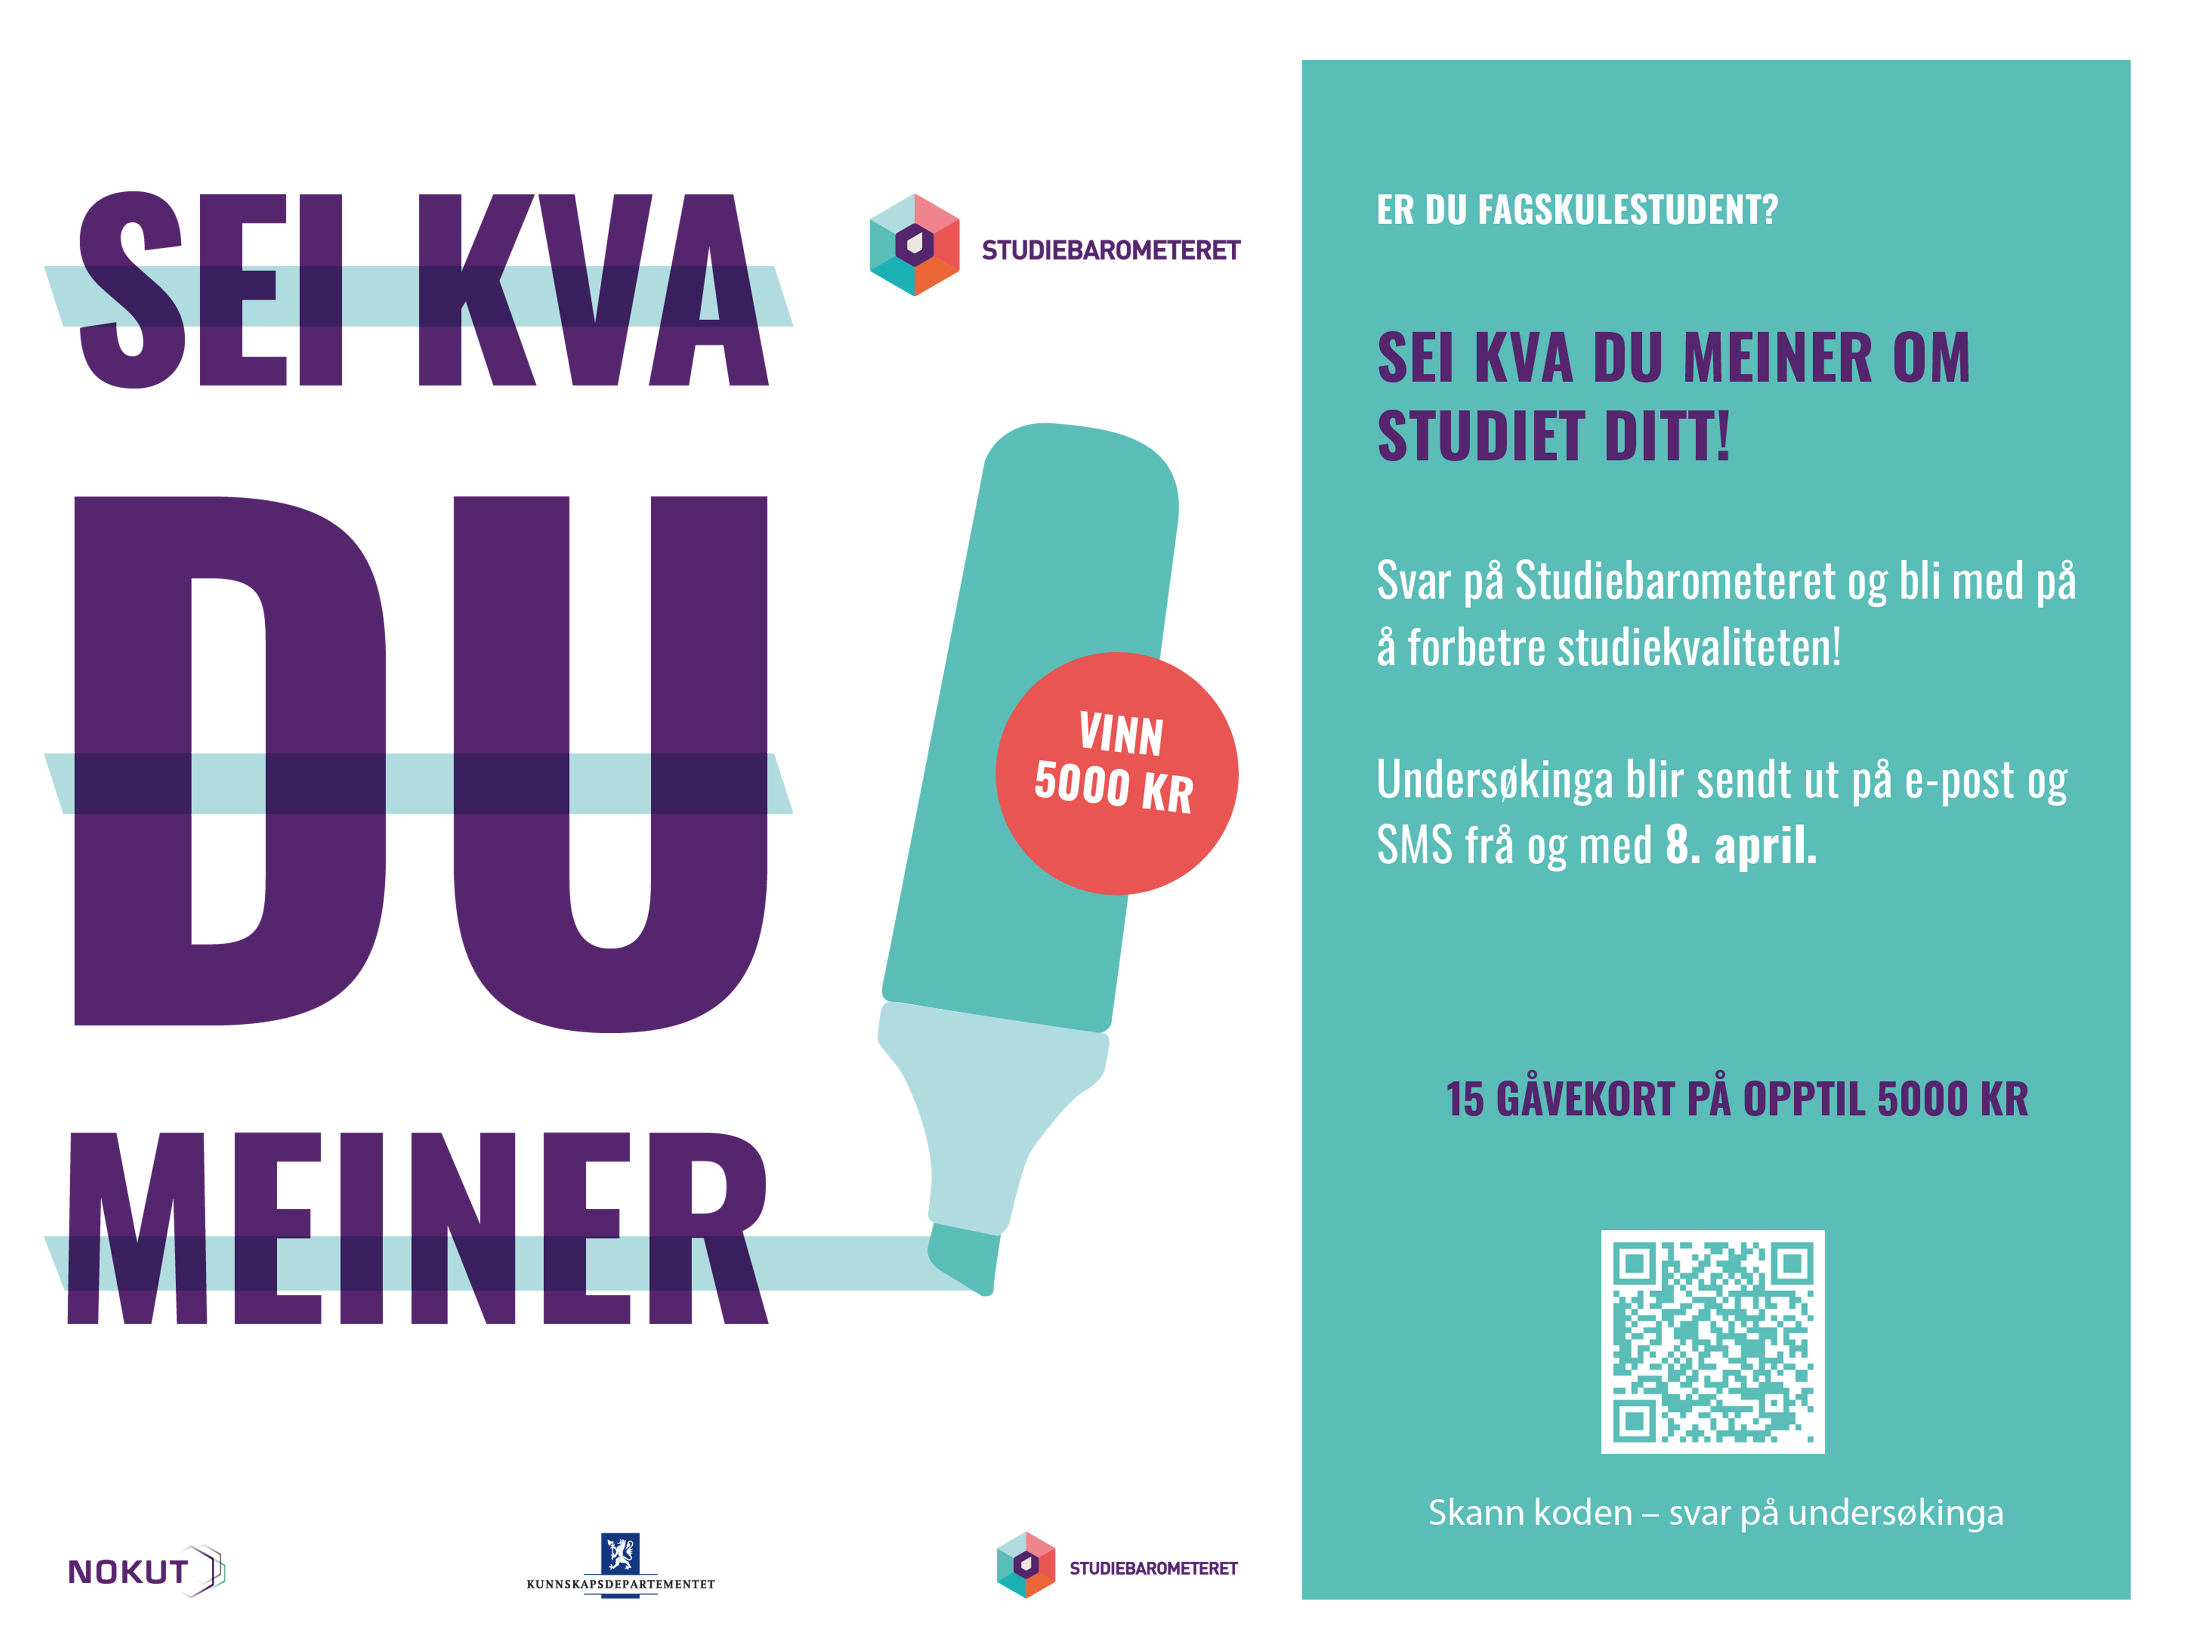 SEI KVA
DU
MEINER
STUDIEBAROMETERET
VINN
5000 KR
NOKUT
KUNNSKAPSDEPARTEMENTET
STUDIEBAROMETERET
ER DU FAGSKULESTUDENT?
SEI KVA DU MEINER OM
STUDIET DITT!
Svar på Studiebarometeret og bli med på
å forbetre studiekvaliteten!
Undersøkinga blir sendt ut på e-post og
SMS frå og med 8. april.
15 GÅVEKORT PÅ OPPTIL 5000 KR
Skann koden – svar på undersøkinga